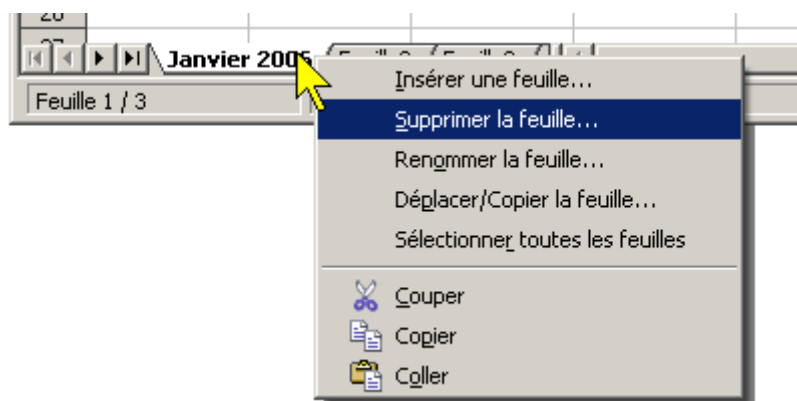 Janvier 200
Feuille 1 / 3
Insérer une feuille...
Supprimer la feuille...
Renommer la feuille...
Déplacer/Copier la feuille...
Sélectionner toutes les feuilles
Couper
Copier
Coller